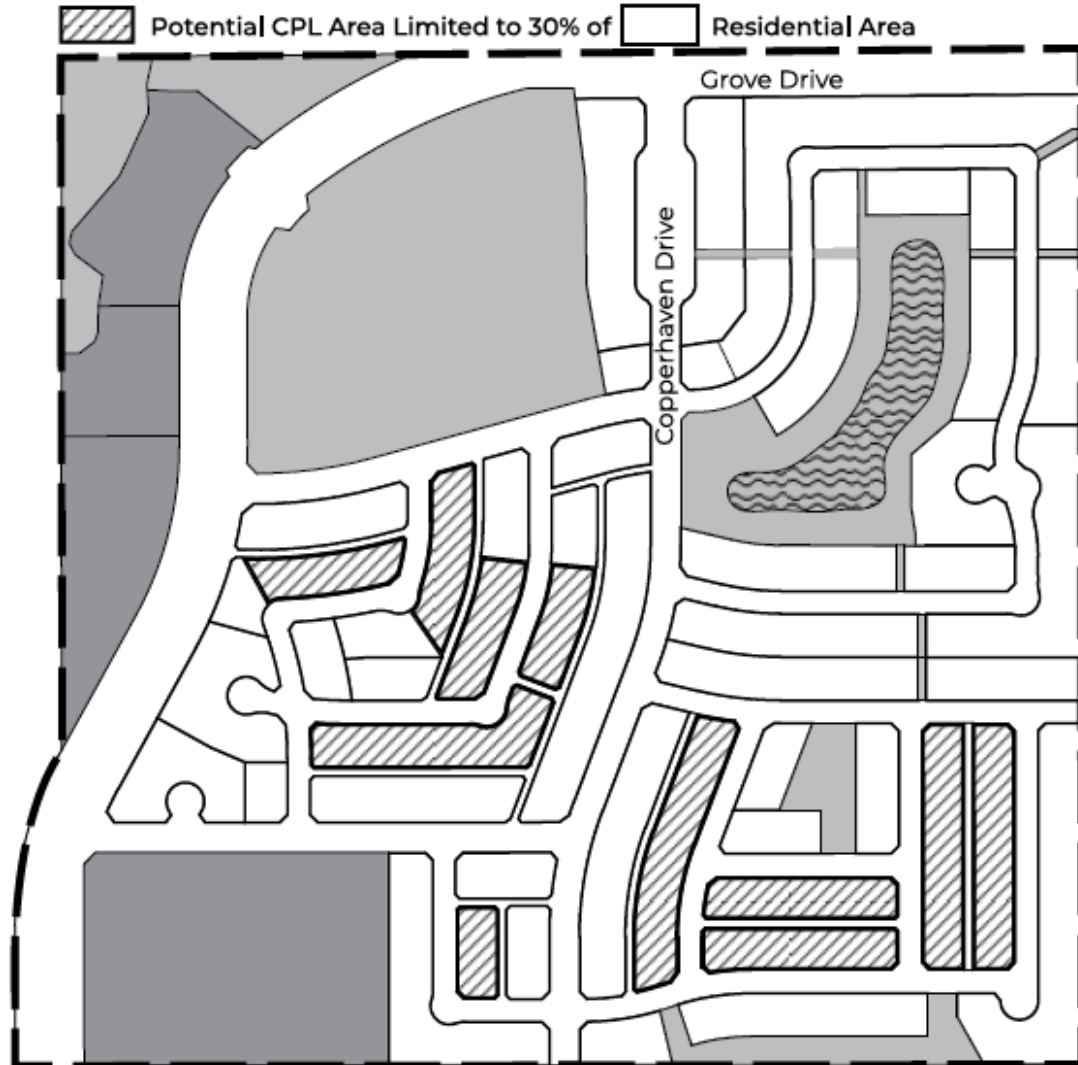 Potential CPL Area Limited to 30% of Residential Area
Grove Drive
Copperhaven Drive